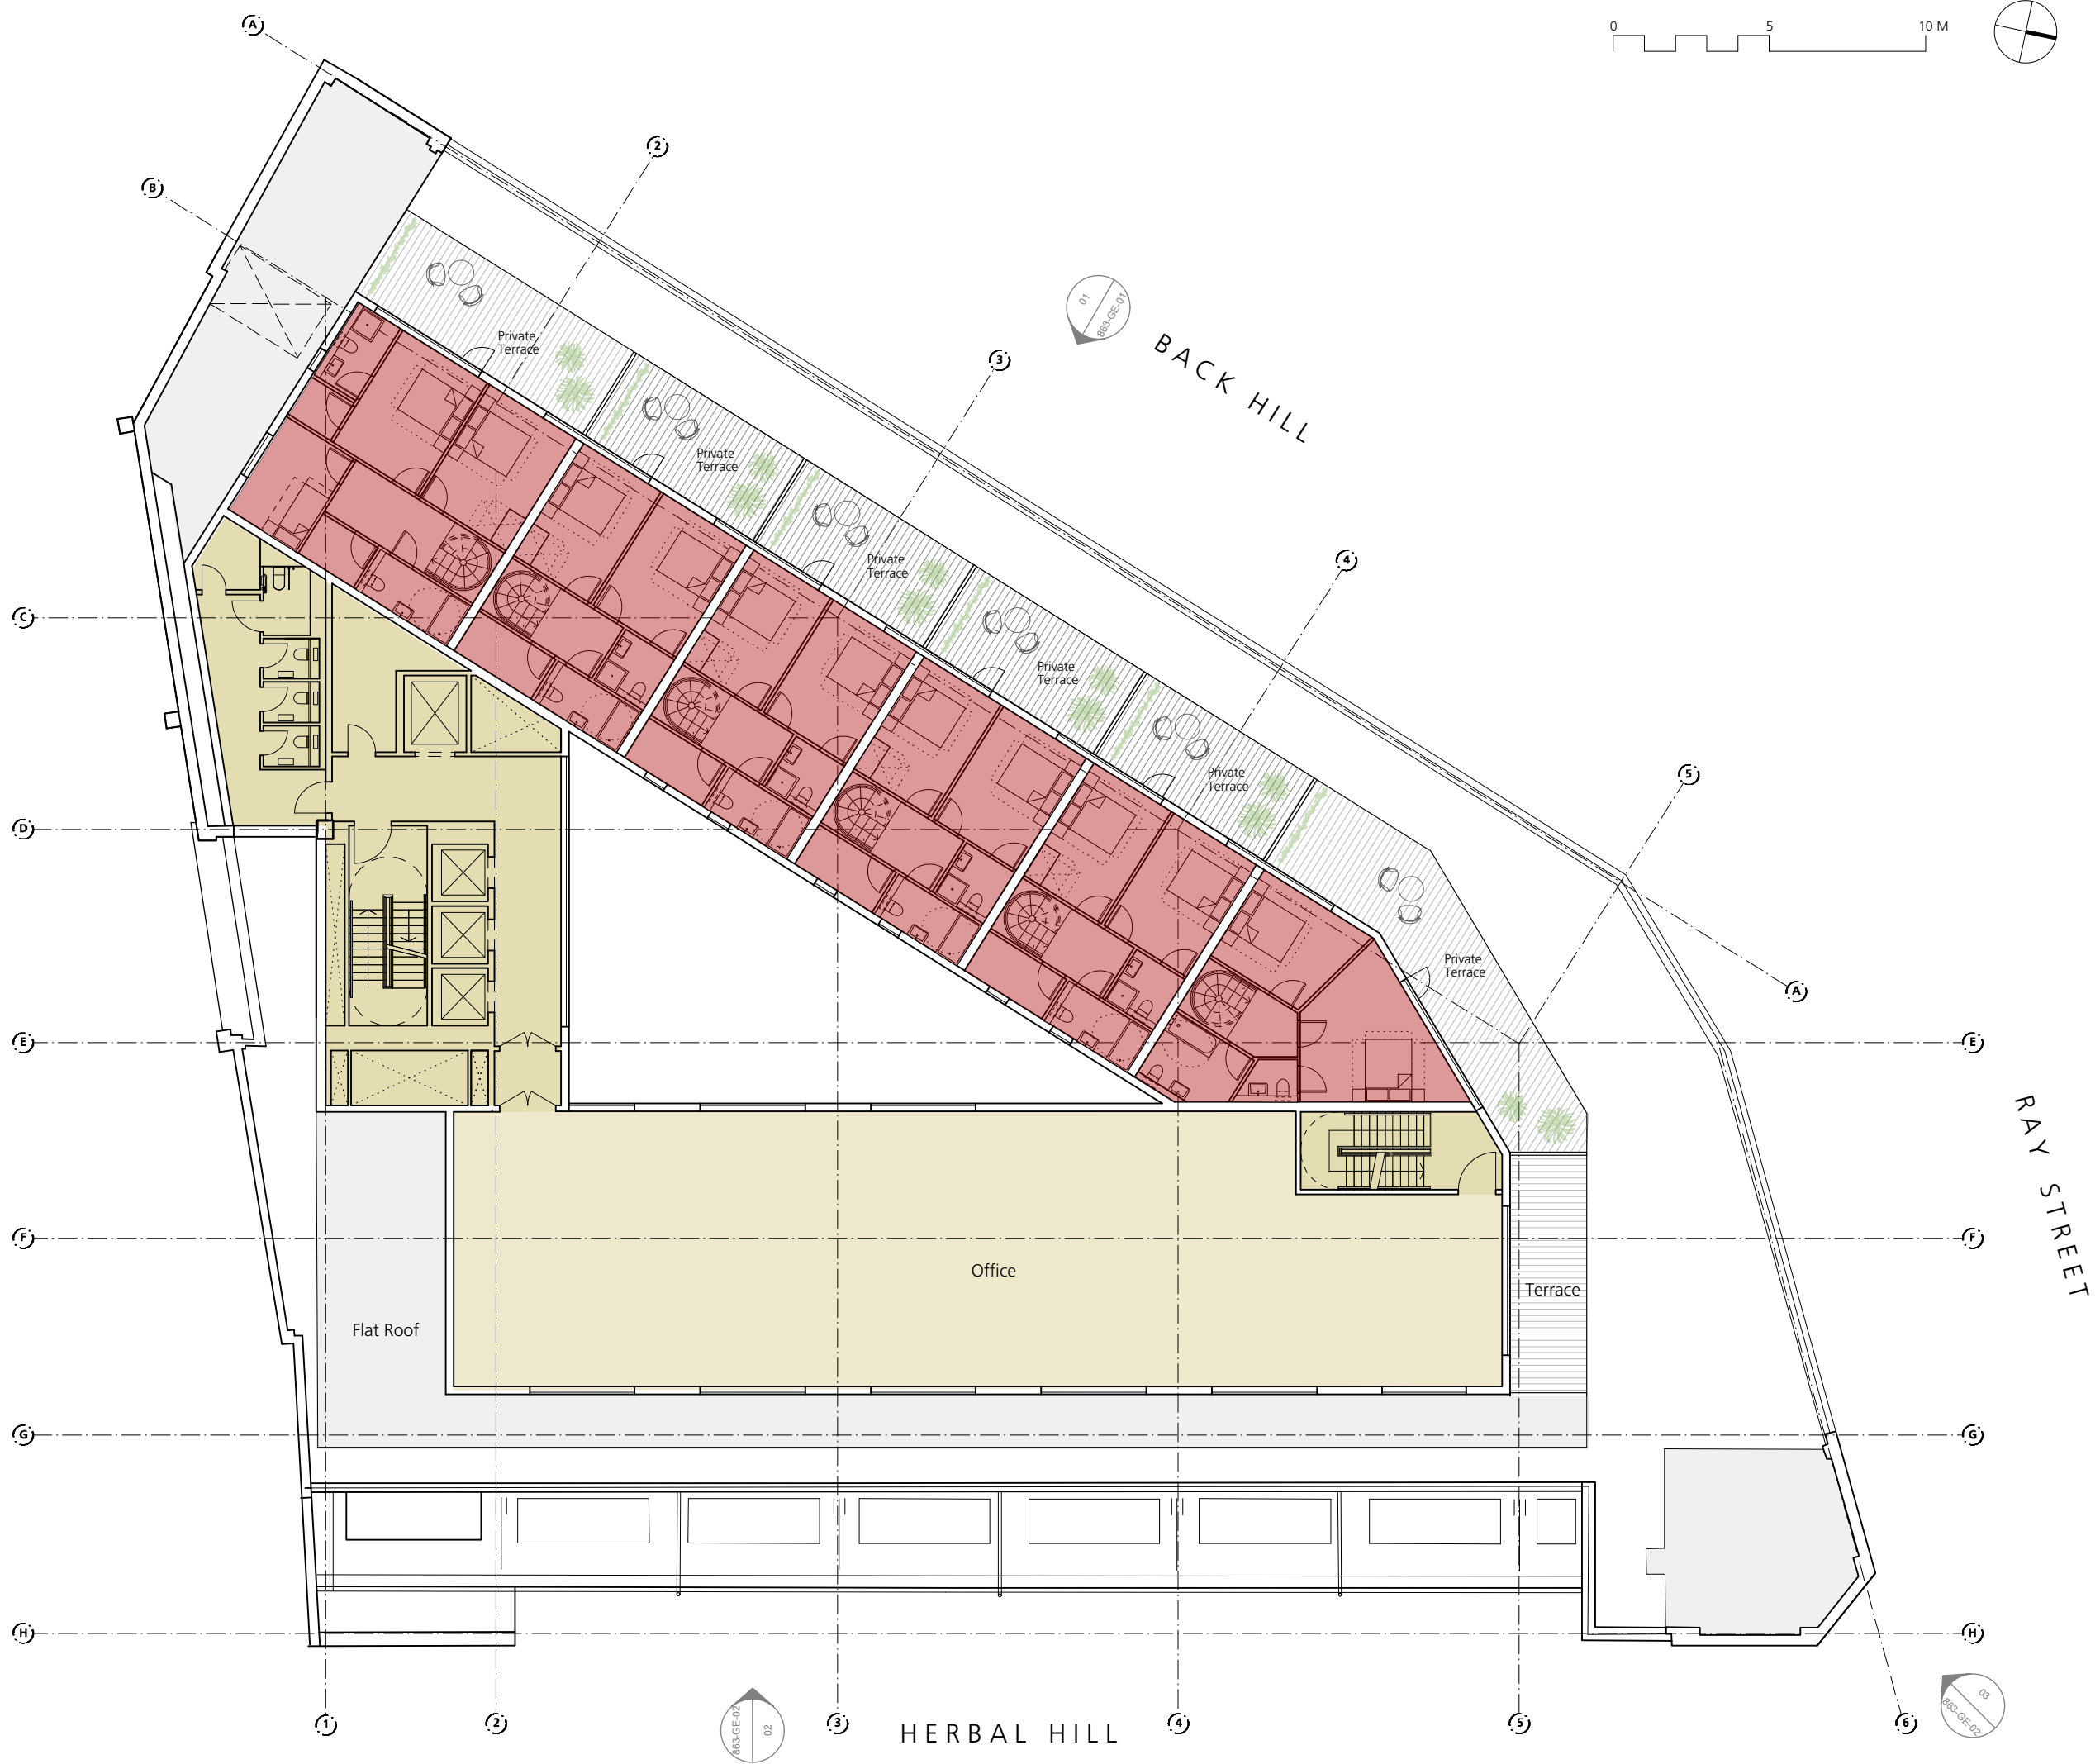 A
0
5
10 M
2
B
01
863-GE-01
BACK HILL
3
Private
Terrace
Private
Terrace
Private
Terrace
4
C
Private
Terrace
5
Private
Terrace
D
Private
Terrace
A
E
E
RAY STREET
F
F
Office
Terrace
Flat Roof
G
G
H
H
863-GE-02
02
03
863-GE-02
1
2
3
HERBAL HILL
4
5
6